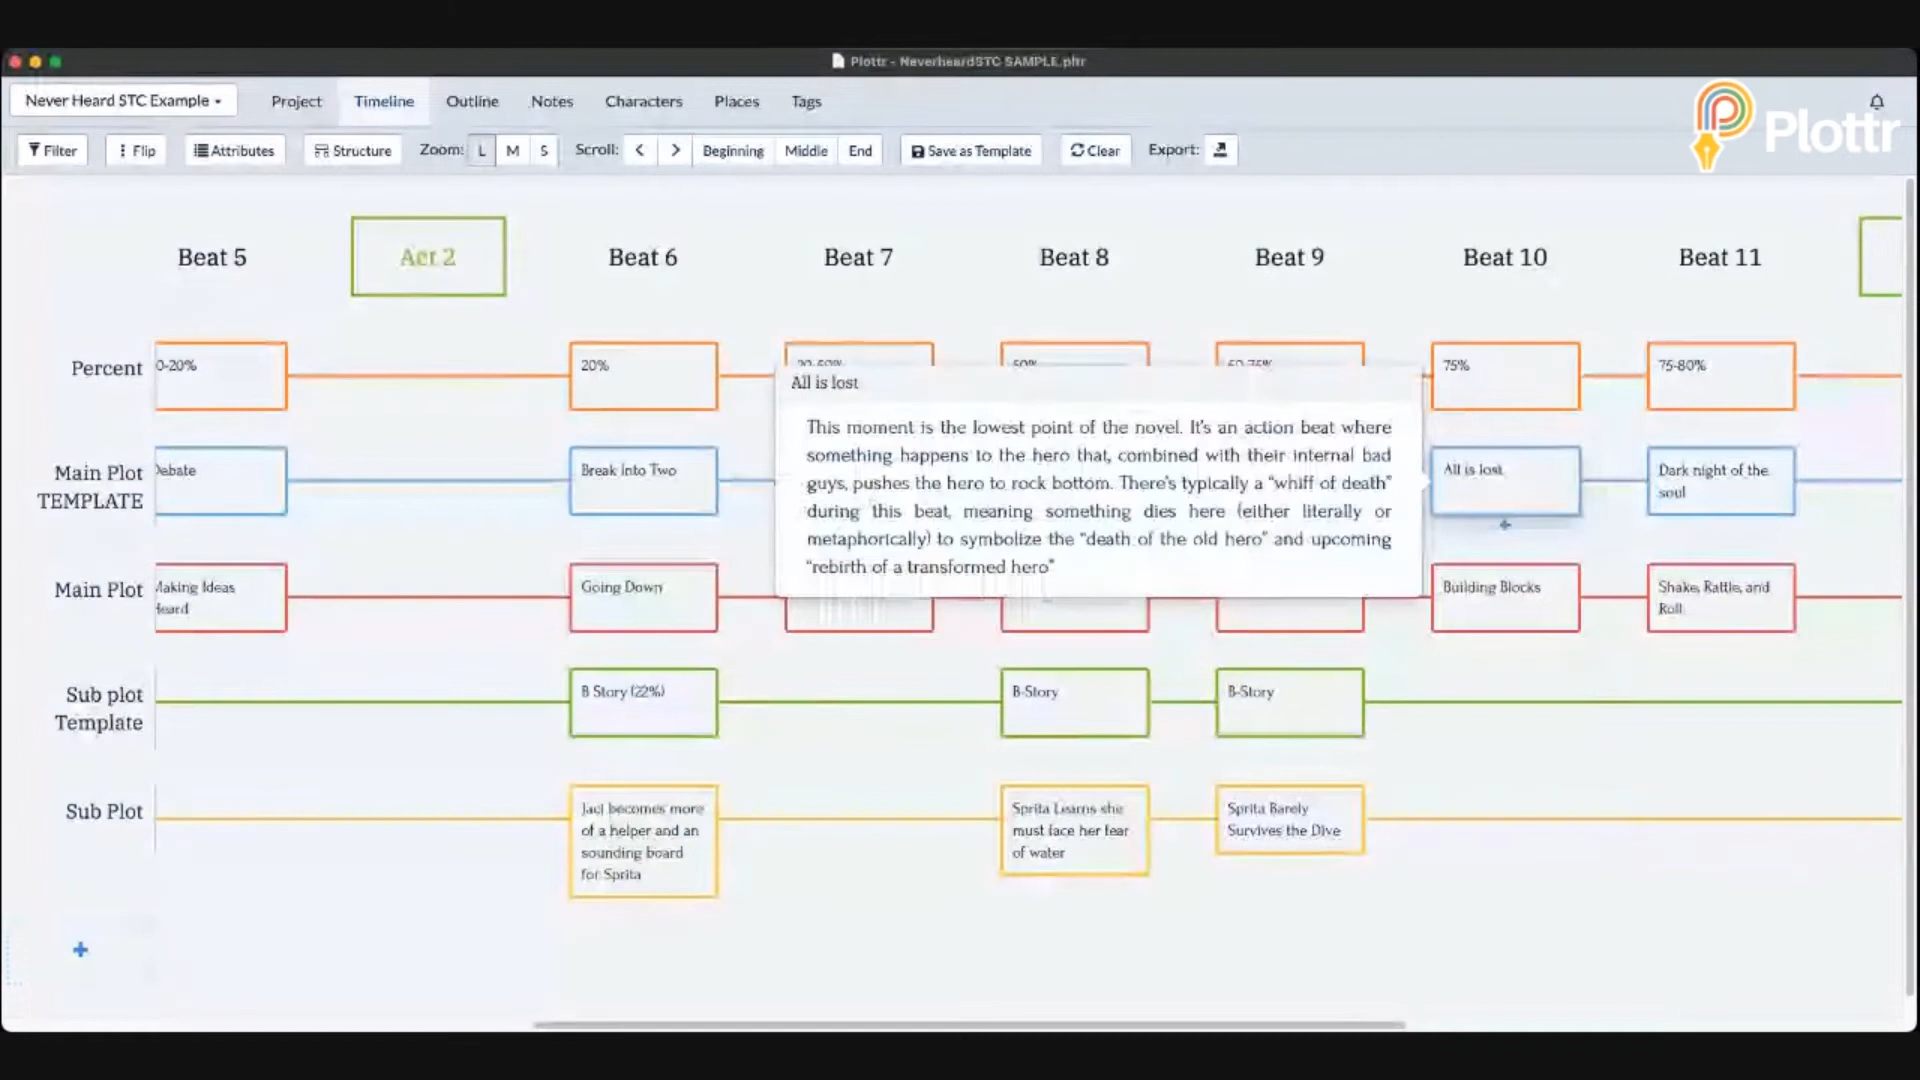 Plottr - NeverheardSTC SAMPLE.pltr
Never Heard STC Example
Project
Timeline
Outline
Notes
Characters
Places
Tags
Plottr
Filter
Flip
Attributes
Structure
Zoom:
L
M
S
Scroll:
Beginning
Middle
End
Save as Template
Clear
Export:
Beat 5
Act 2
Beat 6
Beat 7
Beat 8
Beat 9
Beat 10
Beat 11
Percent
0-20%
20%
75%
75-80%
All is lost
This moment is the lowest point of the novel. It's an action beat where
something happens to the hero that, combined with their internal bad
guys, pushes the hero to rock bottom. There's typically a "whiff of death"
during this beat, meaning something dies here (either literally or
metaphorically) to symbolize the "death of the old hero" and upcoming
"rebirth of a transformed hero"
Main Plot
TEMPLATE
Debate
Break Into Two
All is lost
Dark night of the
soul
Main Plot
Making Ideas
Heard
Going Down
Building Blocks
Shake, Rattle, and
Roll
Sub plot
Template
B Story (22%)
B-Story
B-Story
Sub Plot
Jaci becomes more
of a helper and an
sounding board
for Sprita
Sprita Learns she
must face her fear
of water
Sprita Barely
Survives the Dive